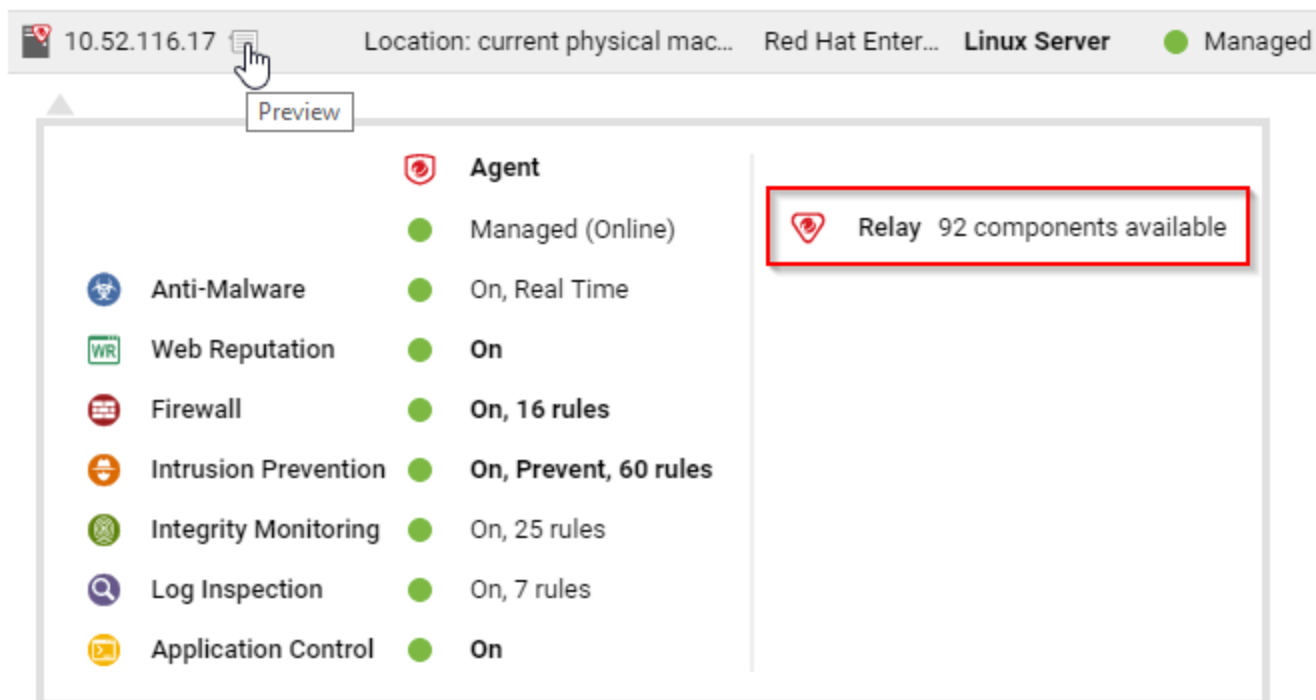 10.52.116.17 Location: current physical mac... Red Hat Enter... Linux Server Managed
Preview
Agent
Managed (Online)
Relay 92 components available
Anti-Malware On, Real Time
WR Web Reputation On
Firewall On, 16 rules
Intrusion Prevention On, Prevent, 60 rules
Integrity Monitoring On, 25 rules
Log Inspection On, 7 rules
Application Control On